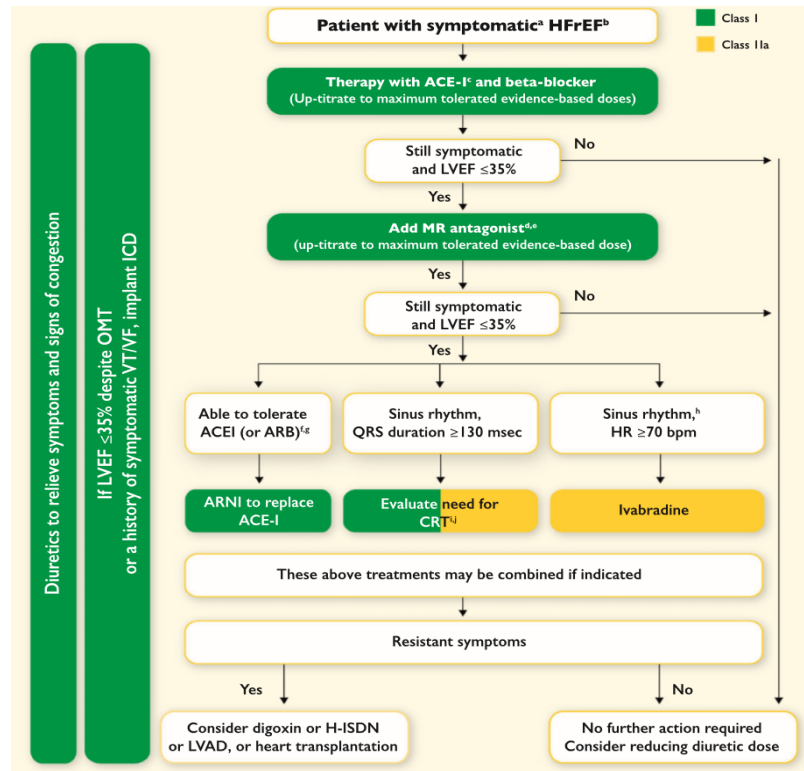 Patient with symptomaticᵃ HFrEFᵇ
Class I
Class IIa
Therapy with ACE-Iᶜ and beta-blocker
(Up-titrate to maximum tolerated evidence-based doses)
Still symptomatic
and LVEF ≤35%
No
Yes
Add MR antagonistᵈ,ᵉ
(up-titrate to maximum tolerated evidence-based dose)
Yes
Still symptomatic
and LVEF ≤35%
No
Yes
Able to tolerate
ACEI (or ARB)ᶠ,ᵍ
Sinus rhythm,
QRS duration ≥130 msec
Sinus rhythm,ʰ
HR ≥70 bpm
ARNI to replace
ACE-I
Evaluate need for
CRTⁱ,ʲ
Ivabradine
These above treatments may be combined if indicated
Resistant symptoms
Yes
No
Consider digoxin or H-ISDN
or LVAD, or heart transplantation
No further action required
Consider reducing diuretic dose
Diuretics to relieve symptoms and signs of congestion
If LVEF ≤35% despite OMT
or a history of symptomatic VT/VF, implant ICD